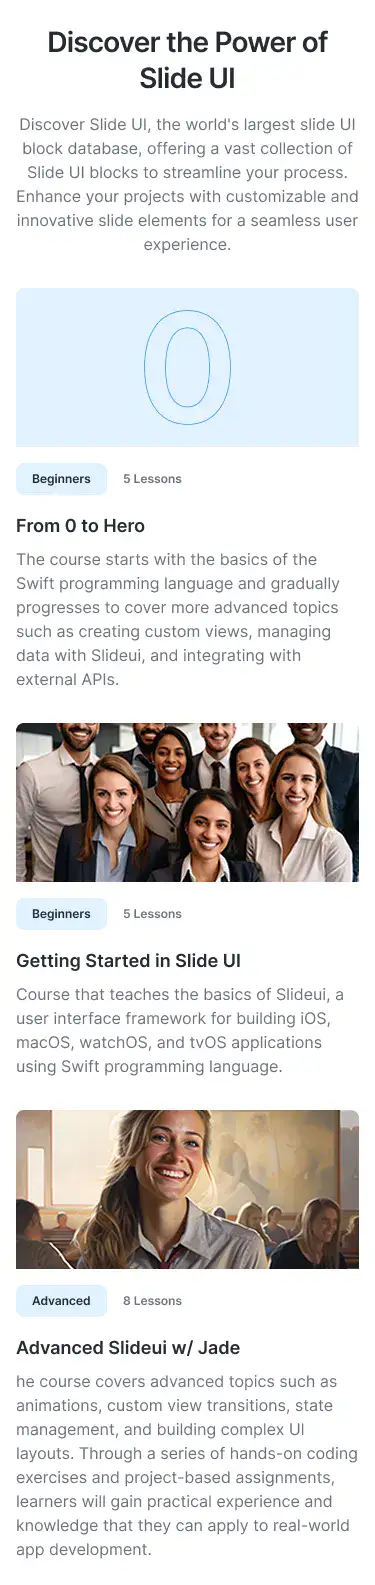 Discover the Power of
Slide UI
Discover Slide UI, the world's largest slide UI
block database, offering a vast collection of
Slide UI blocks to streamline your process.
Enhance your projects with customizable and
innovative slide elements for a seamless user
experience.
0
Beginners 5 Lessons
From 0 to Hero
The course starts with the basics of the
Swift programming language and gradually
progresses to cover more advanced topics
such as creating custom views, managing
data with Slideui, and integrating with
external APIs.
Beginners 5 Lessons
Getting Started in Slide UI
Course that teaches the basics of Slideui, a
user interface framework for building iOS,
macOS, watchOS, and tvOS applications
using Swift programming language.
Advanced 8 Lessons
Advanced Slideui w/ Jade
he course covers advanced topics such as
animations, custom view transitions, state
management, and building complex UI
layouts. Through a series of hands-on coding
exercises and project-based assignments,
learners will gain practical experience and
knowledge that they can apply to real-world
app development.